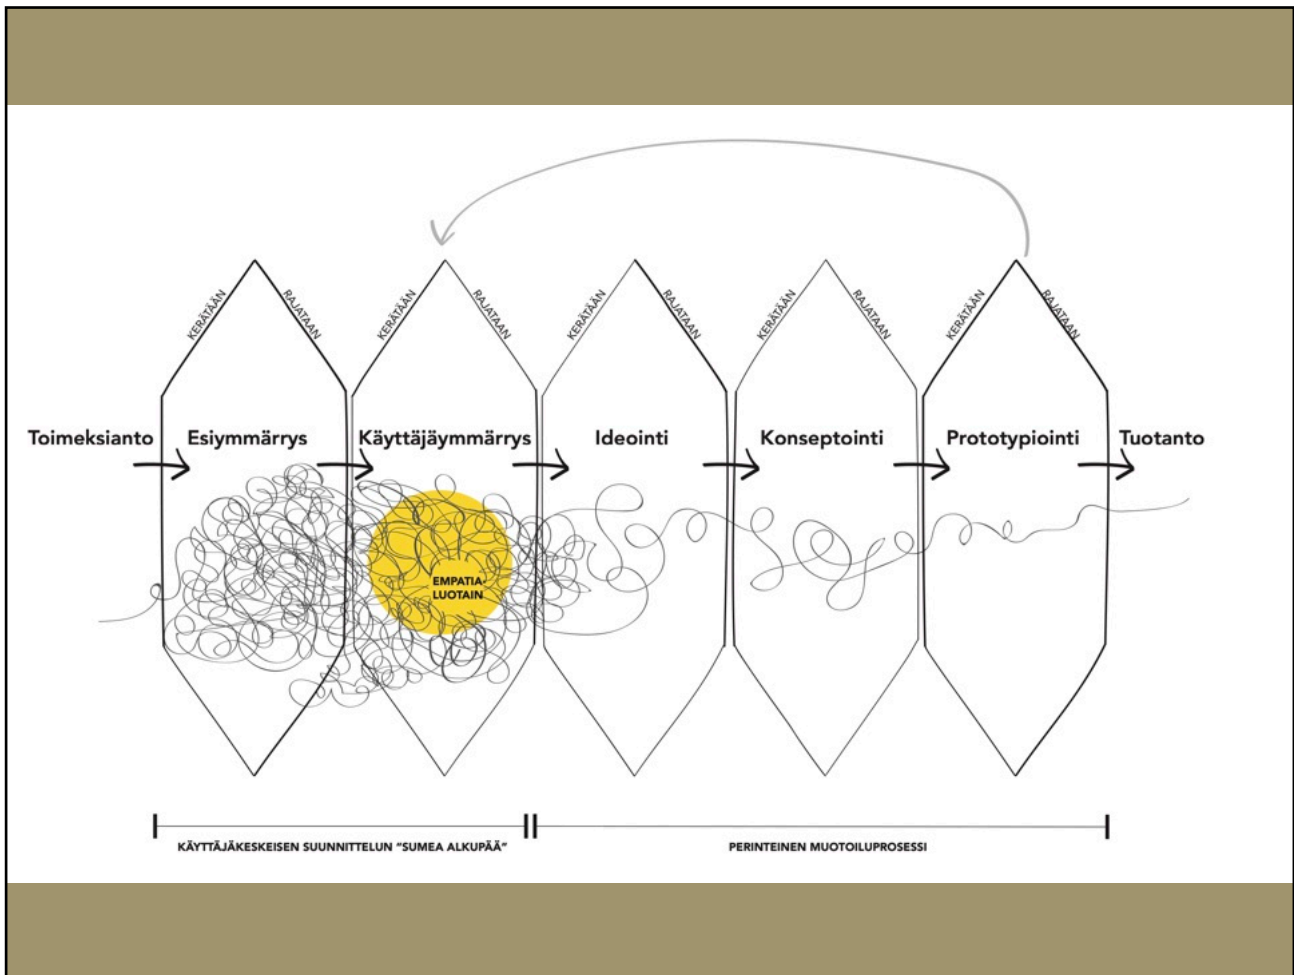 KERÄTÄÄN
RAJATAAN
KERÄTÄÄN
RAJATAAN
KERÄTÄÄN
RAJATAAN
KERÄTÄÄN
RAJATAAN
KERÄTÄÄN
RAJATAAN
Toimeksianto
Esiymmärrys
Käyttäjäymmärrys
Ideointi
Konseptointi
Prototypiointi
Tuotanto
EMPATIA-
LUOTAIN
KÄYTTÄJÄKESKEISEN SUUNNITTELUN "SUMEA ALKUPÄÄ"
PERINTEINEN MUOTOILUPROSESSI